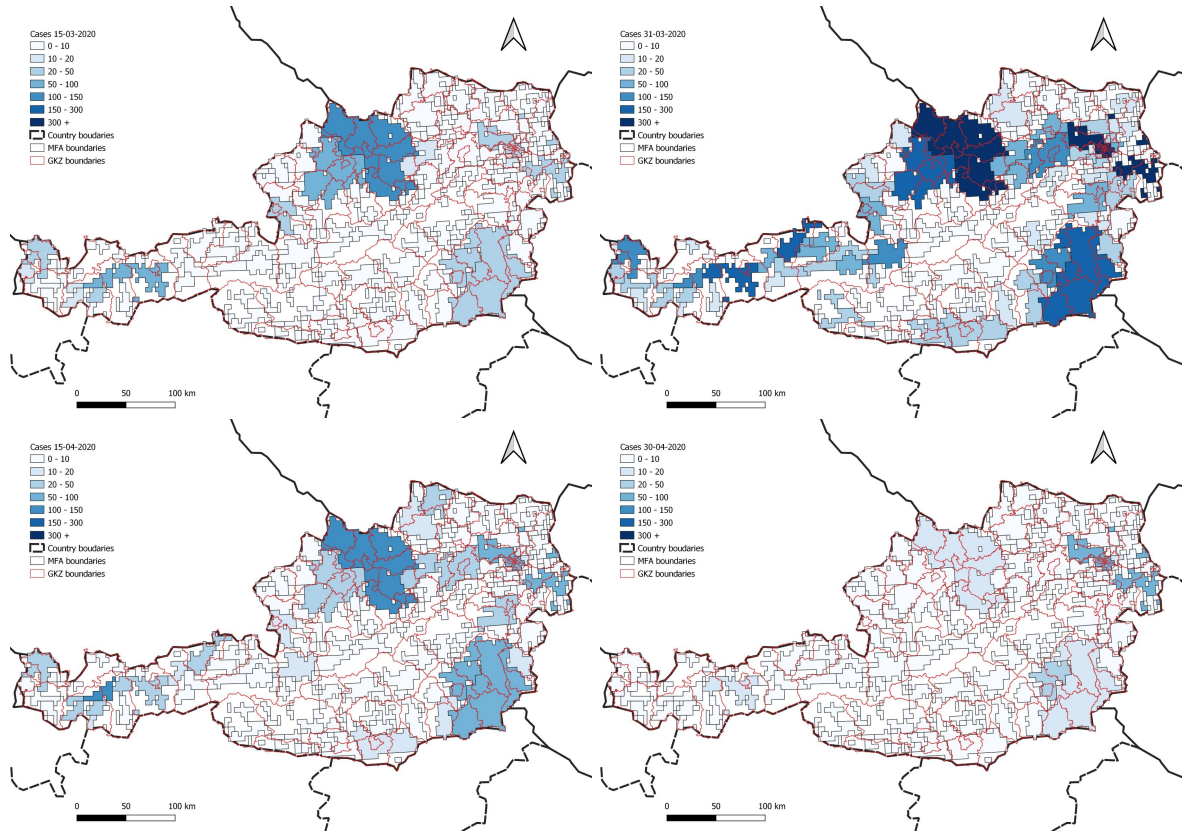 Cases 15-03-2020
0 - 10
10 - 20
20 - 50
50 - 100
100 - 150
150 - 300
300 +
Country boudaries
MFA boundaries
GKZ boundaries
0 50 100 km
Cases 31-03-2020
0 - 10
10 - 20
20 - 50
50 - 100
100 - 150
150 - 300
300 +
Country boudaries
MFA boundaries
GKZ boundaries
0 50 100 km
Cases 15-04-2020
0 - 10
10 - 20
20 - 50
50 - 100
100 - 150
150 - 300
300 +
Country boudaries
MFA boundaries
GKZ boundaries
0 50 100 km
Cases 30-04-2020
0 - 10
10 - 20
20 - 50
50 - 100
100 - 150
150 - 300
300 +
Country boudaries
MFA boundaries
GKZ boundaries
0 50 100 km